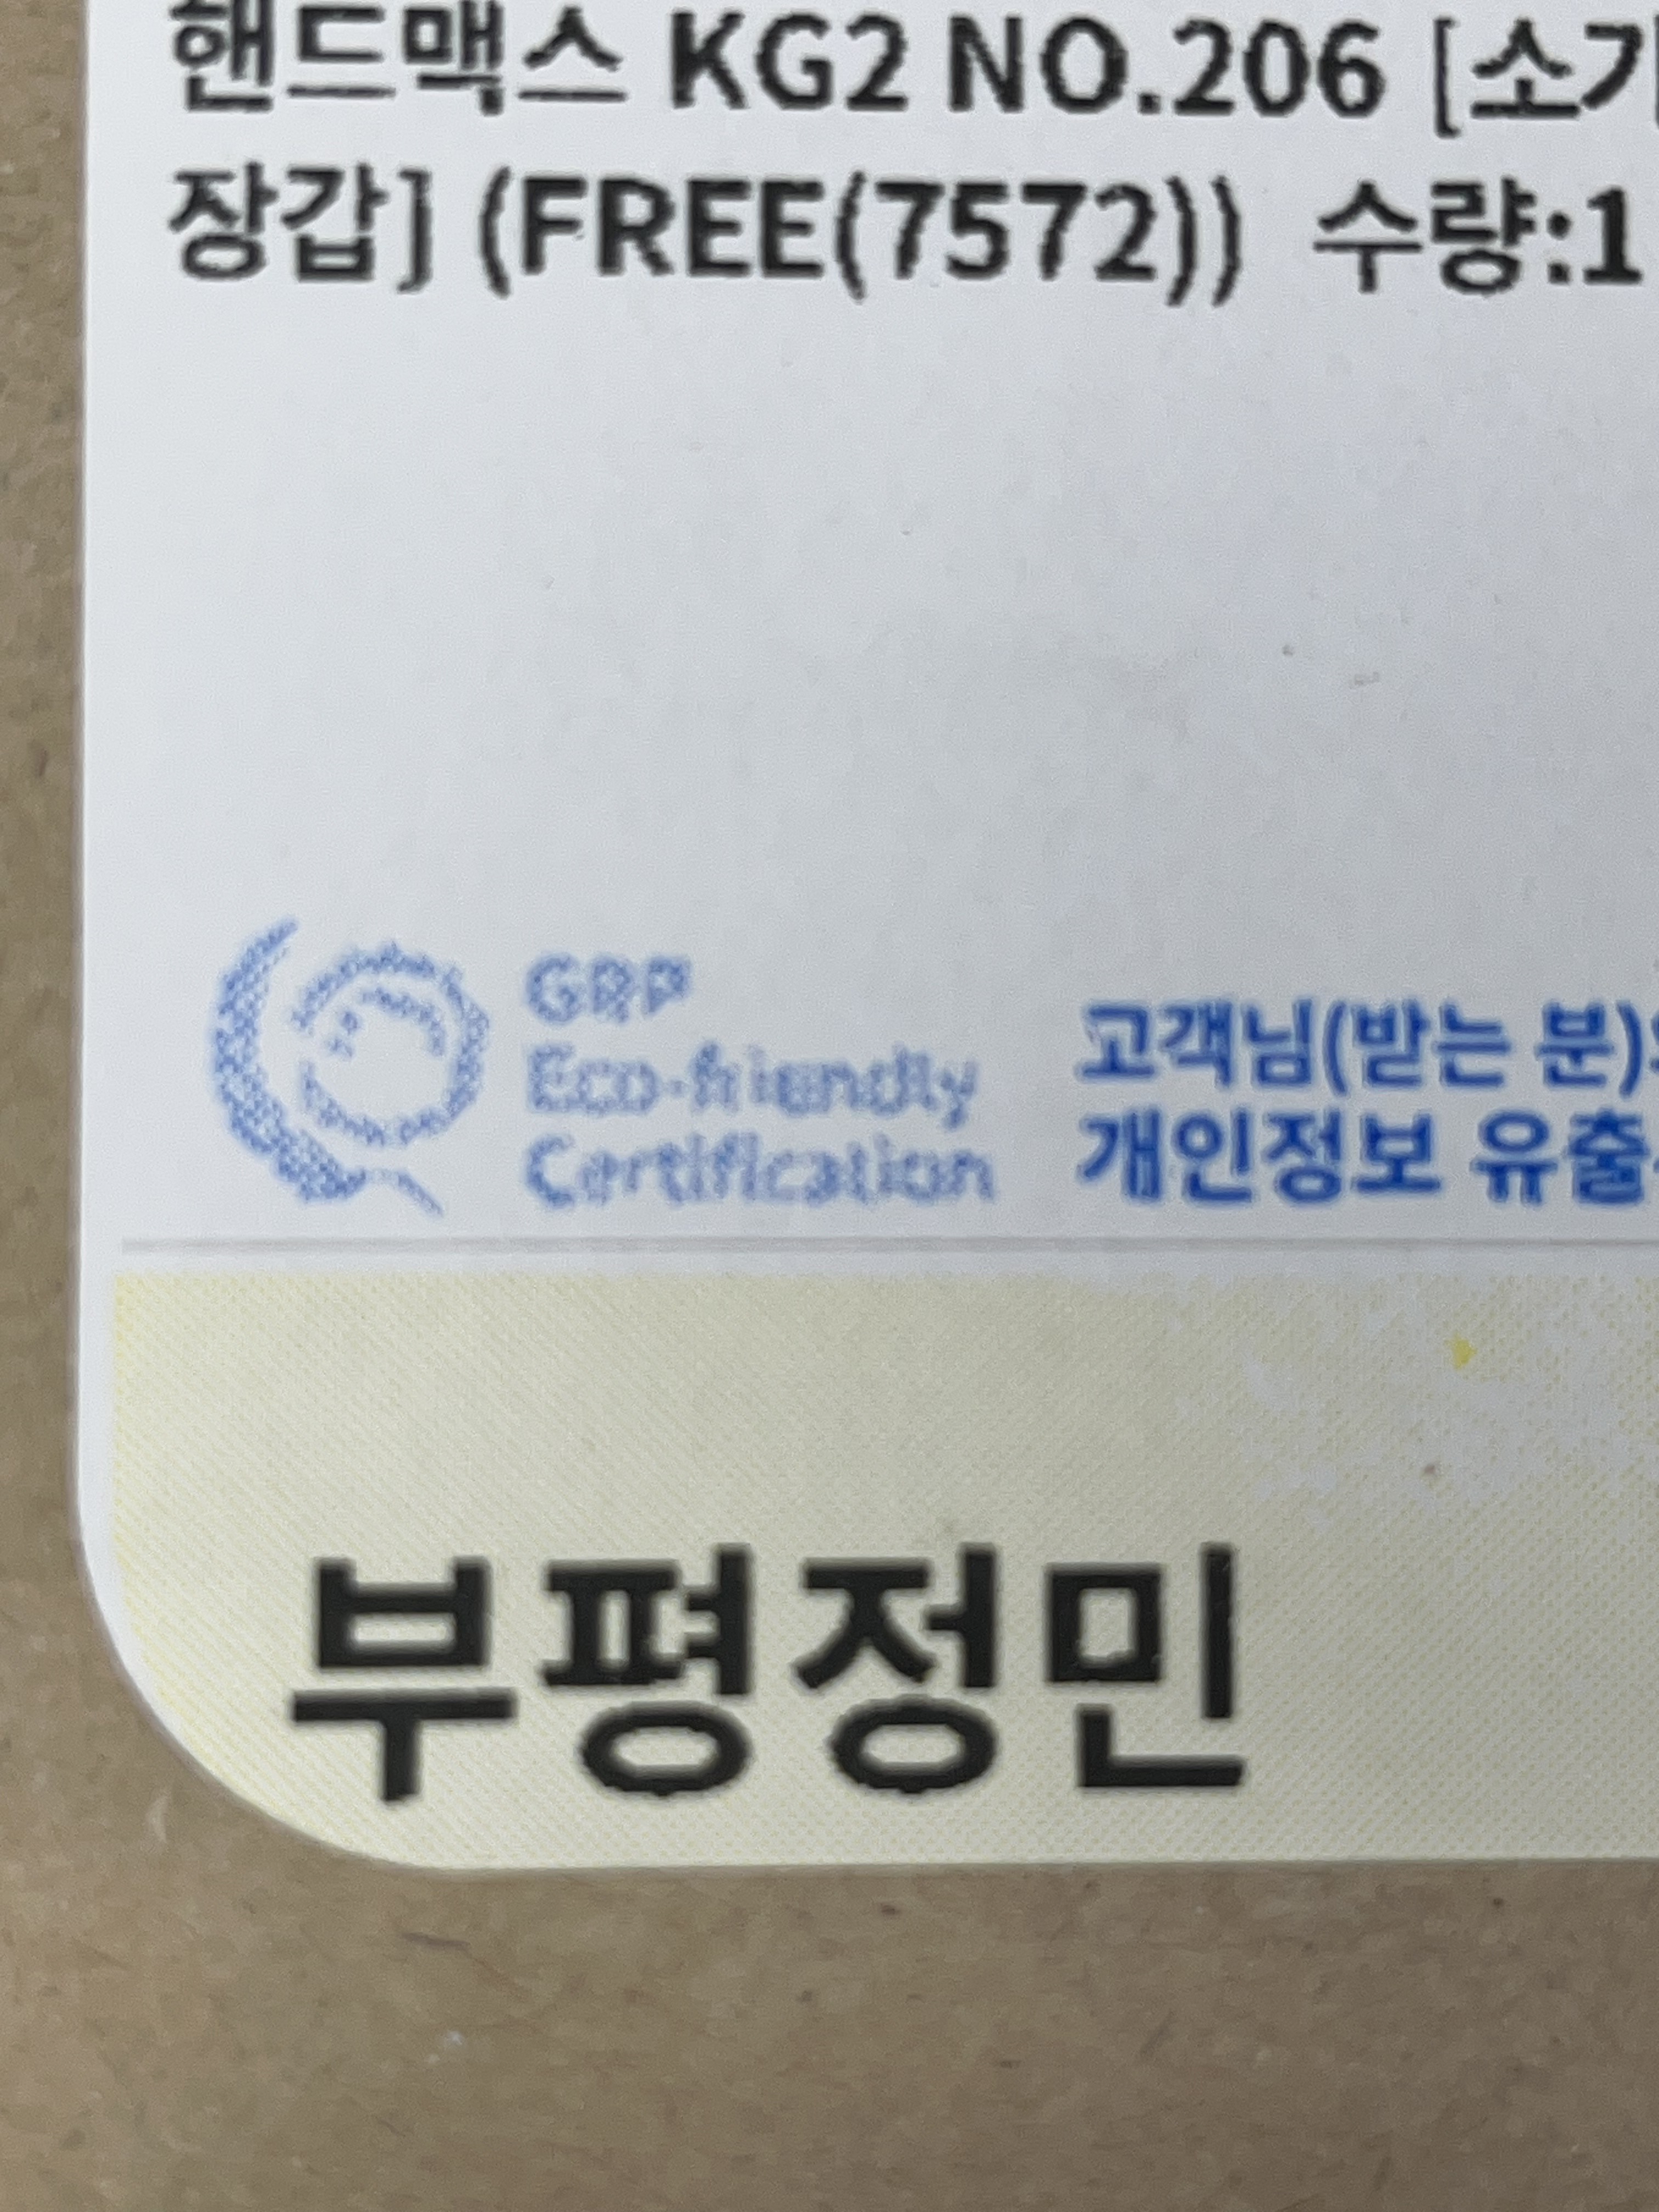 핸드맥스 KG2 NO.206 [소
장갑] (FREE(7572)) 수량:1
GRP
Eco-friendly
Certification
고객님(받는 분)
개인정보 유출
부평정민